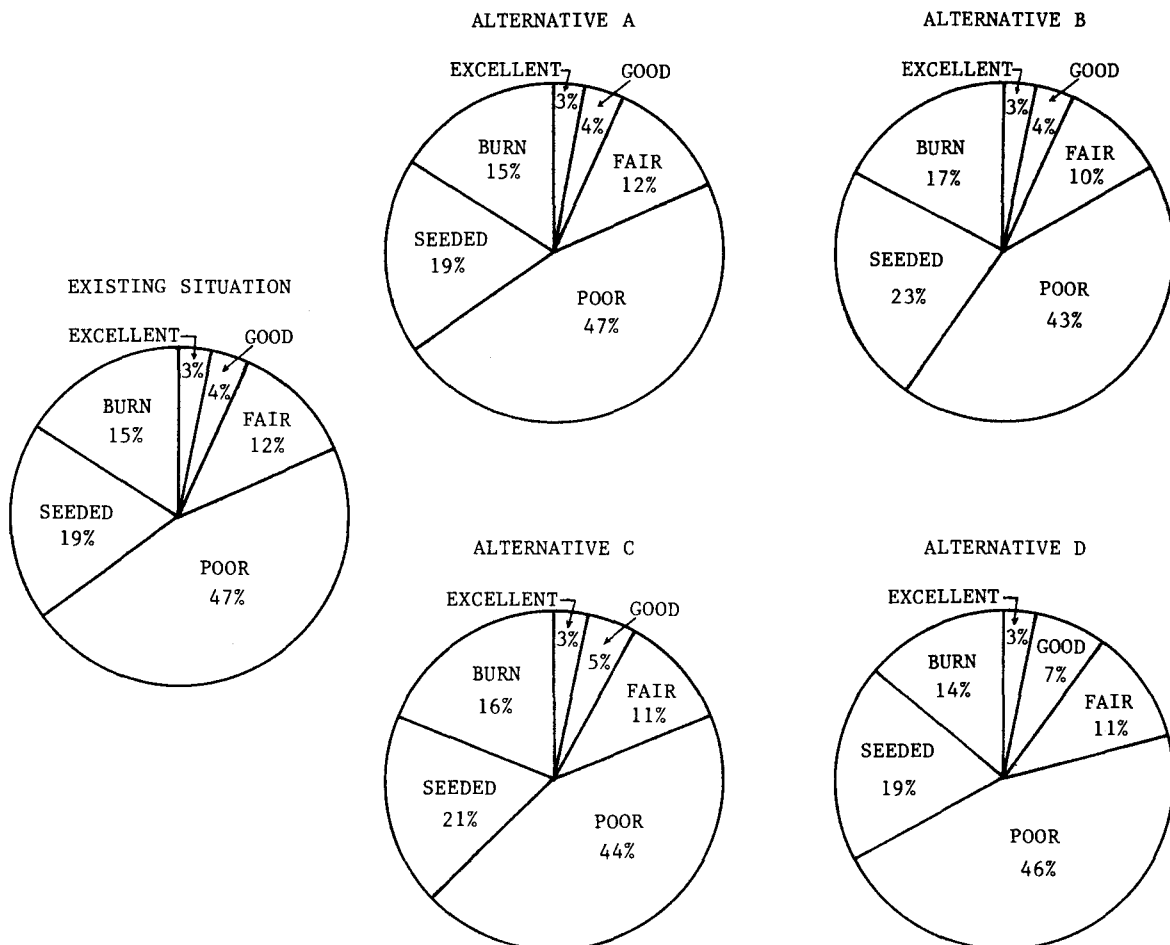 EXISTING SITUATION
EXCELLENT
GOOD
3%
4%
BURN
15%
FAIR
12%
SEEDED
19%
POOR
47%
ALTERNATIVE A
EXCELLENT
GOOD
3%
4%
BURN
15%
FAIR
12%
SEEDED
19%
POOR
47%
ALTERNATIVE B
EXCELLENT
GOOD
3%
4%
BURN
17%
FAIR
10%
SEEDED
23%
POOR
43%
ALTERNATIVE C
EXCELLENT
GOOD
3%
5%
BURN
16%
FAIR
11%
SEEDED
21%
POOR
44%
ALTERNATIVE D
EXCELLENT
3%
GOOD
7%
BURN
14%
FAIR
11%
SEEDED
19%
POOR
46%